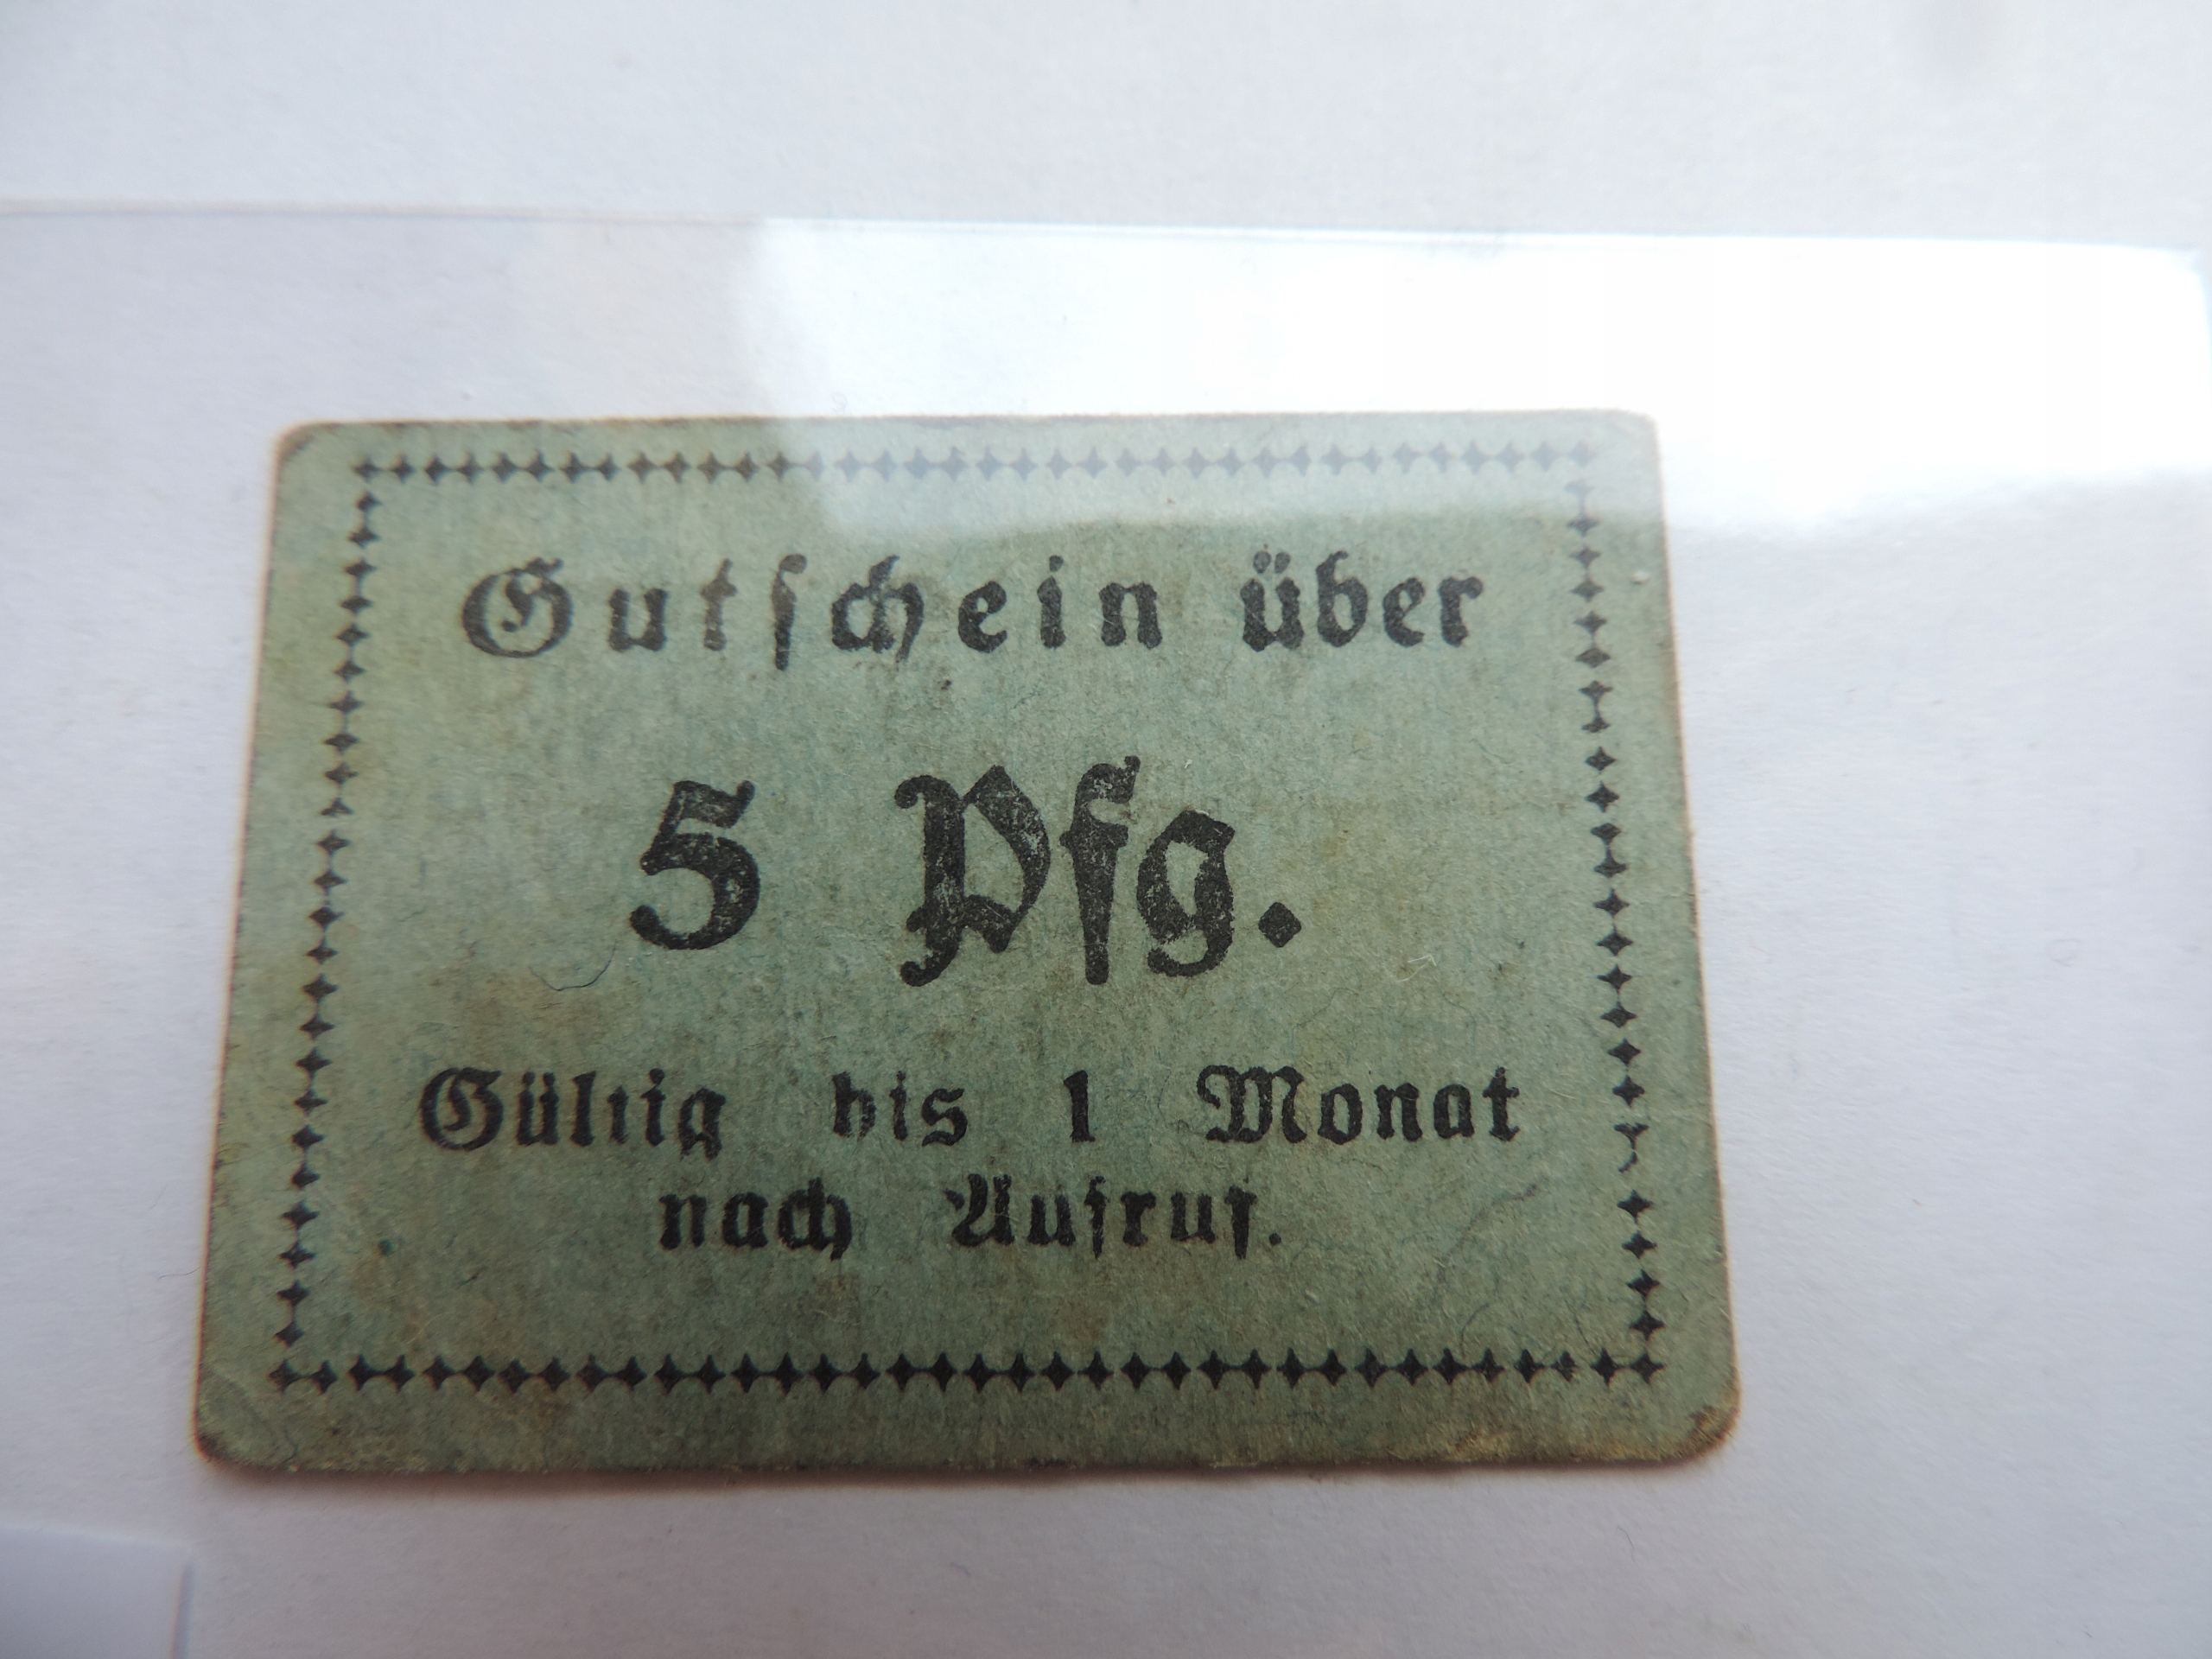 Gutschein über
5 Pfg.
Gültig bis 1 Monat
nach Aufruf.